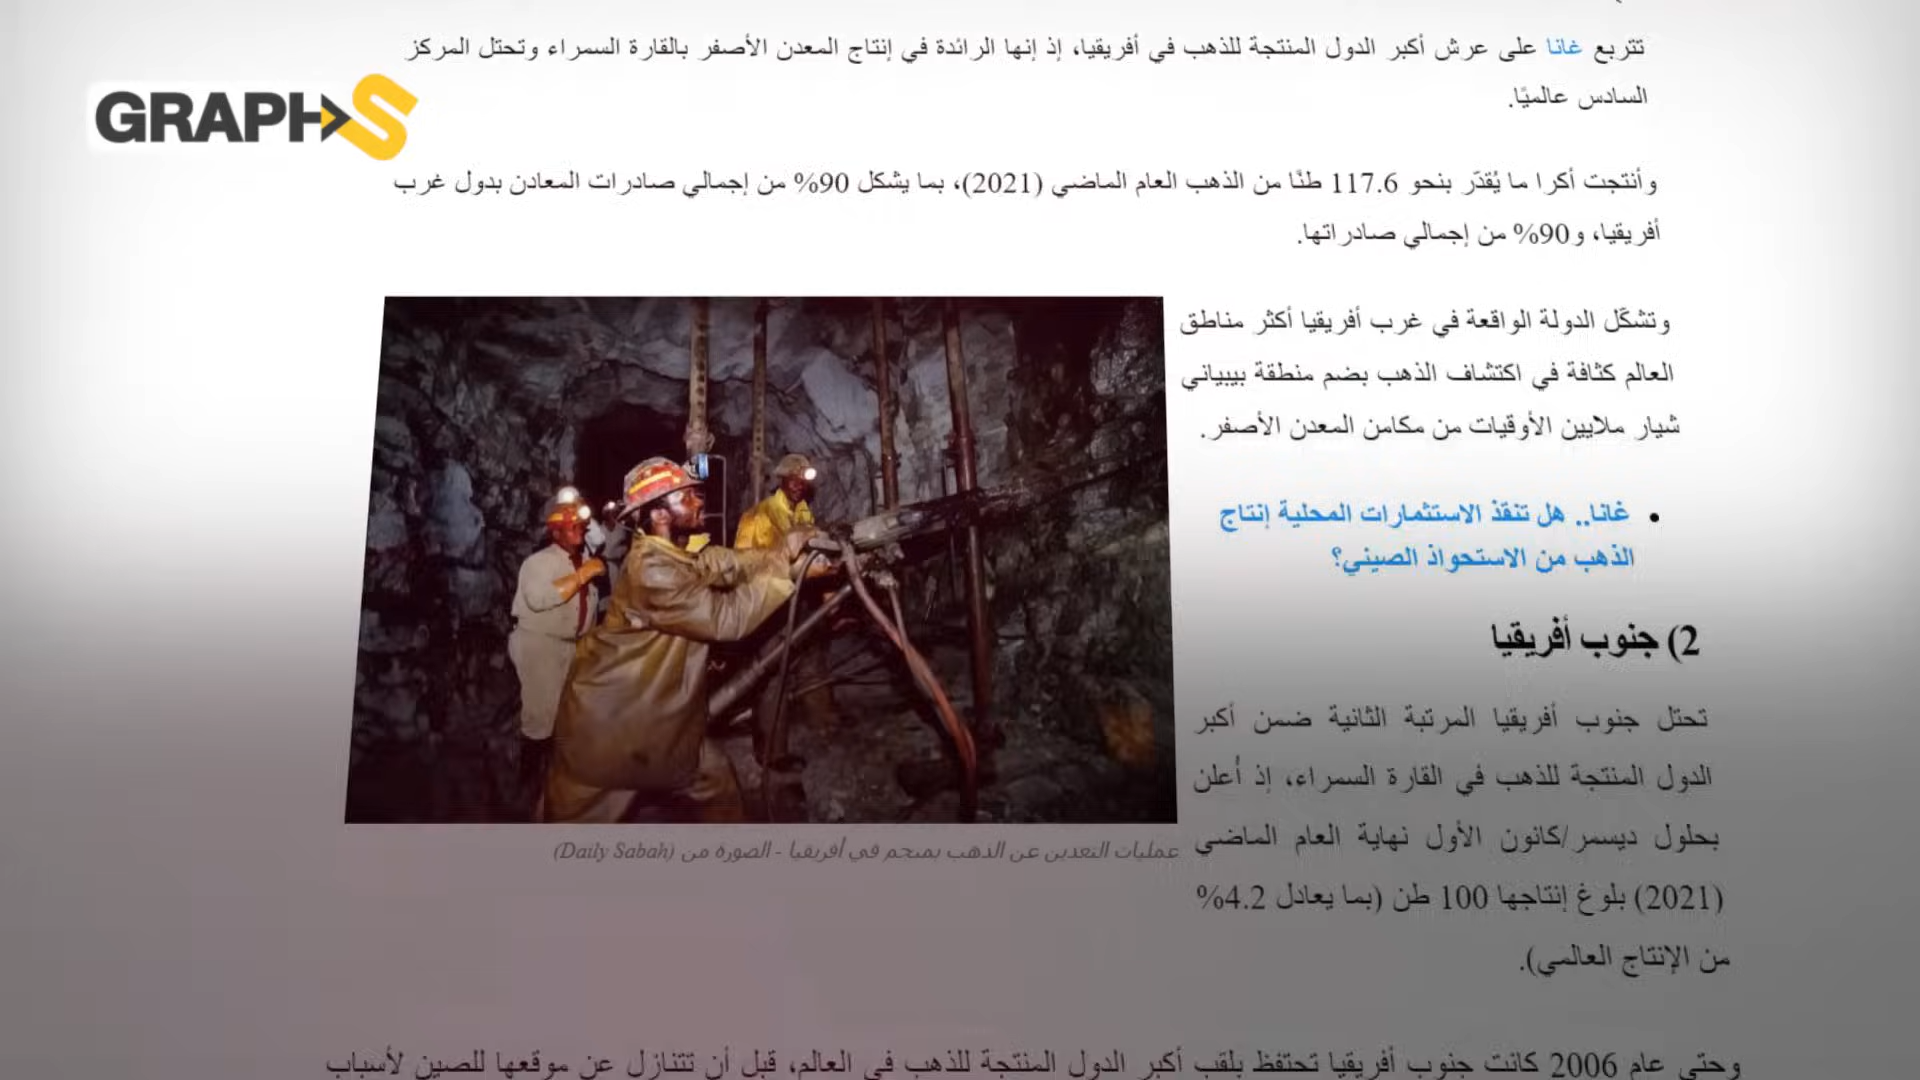 GRAPHS
تتربع غانا على عرش أكبر الدول المنتجة للذهب في أفريقيا، إذ إنها الرائدة في إنتاج المعدن الأصفر بالقارة السمراء وتحتل المركز
السادس عالميًا.
وأنتجت أكرا ما يُقدّر بنحو 117.6 طنًا من الذهب العام الماضي (2021)، بما يشكل 90% من إجمالي صادرات المعادن بدول غرب
أفريقيا، و90% من إجمالي صادراتها.
وتشكّل الدولة الواقعة في غرب أفريقيا أكثر مناطق
العالم كثافة في اكتشاف الذهب بضم منطقة بيبياني
شيار ملايين الأوقيات من مكامن المعدن الأصفر.
• غانا.. هل تنقذ الاستثمارات المحلية إنتاج
الذهب من الاستحواذ الصيني؟
2) جنوب أفريقيا
تحتل جنوب أفريقيا المرتبة الثانية ضمن أكبر
الدول المنتجة للذهب في القارة السمراء، إذ أُعلن
بحلول ديسمر/كانون الأول نهاية العام الماضي
(2021) بلوغ إنتاجها 100 طن (بما يعادل 4.2%
من الإنتاج العالمي).
عمليات التعدين عن الذهب بمنجم في أفريقيا - الصورة من (Daily Sabah)
وحتى عام 2006 كانت جنوب أفريقيا تحتفظ بلقب أكبر الدول المنتجة للذهب في العالم، قبل أن تتنازل عن موقعها للصين لأسباب